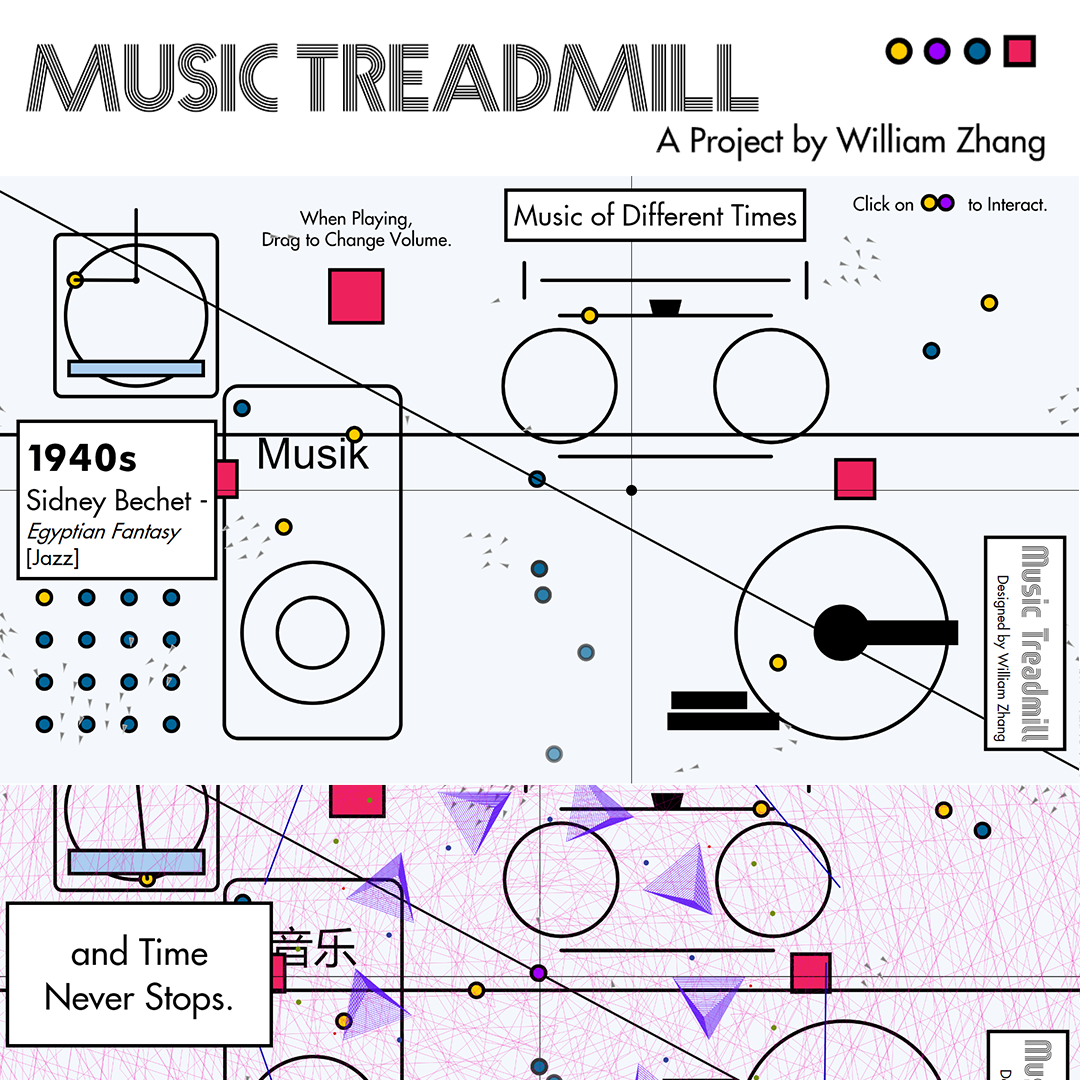 MUSIC TREADMILL
A Project by William Zhang
When Playing,
Drag to Change Volume.
Music of Different Times
Click on to Interact.
Musik
1940s
Sidney Bechet -
Egyptian Fantasy
[Jazz]
Music Treadmill
Designed by William Zhang
音乐
and Time
Never Stops.
Mu
D